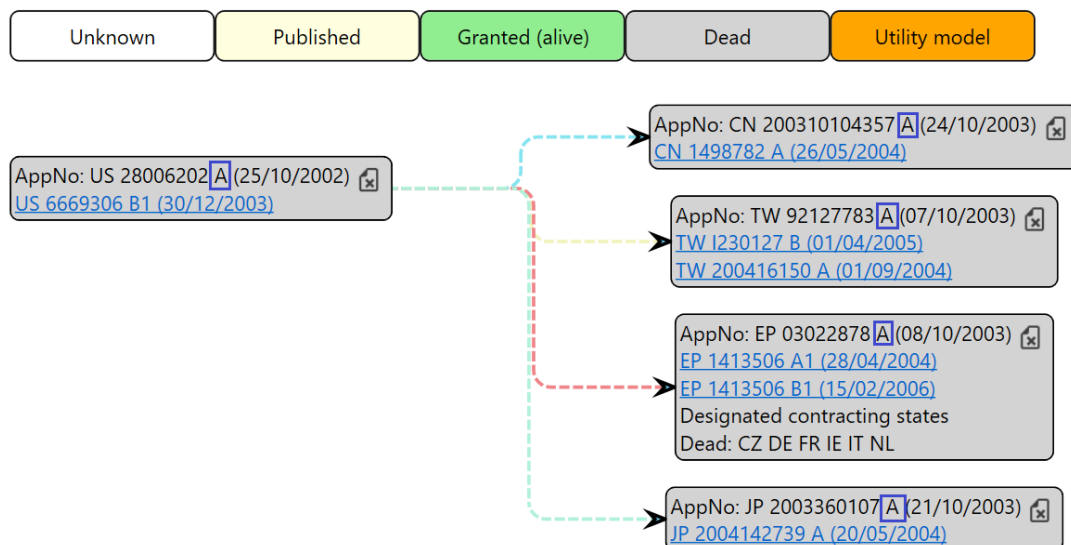 Unknown
Published
Granted (alive)
Dead
Utility model
AppNo: US 28006202 A (25/10/2002)
US 6669306 B1 (30/12/2003)
AppNo: CN 200310104357 A (24/10/2003)
CN 1498782 A (26/05/2004)
AppNo: TW 92127783 A (07/10/2003)
TW I230127 B (01/04/2005)
TW 200416150 A (01/09/2004)
AppNo: EP 03022878 A (08/10/2003)
EP 1413506 A1 (28/04/2004)
EP 1413506 B1 (15/02/2006)
Designated contracting states
Dead: CZ DE FR IE IT NL
AppNo: JP 2003360107 A (21/10/2003)
JP 2004142739 A (20/05/2004)